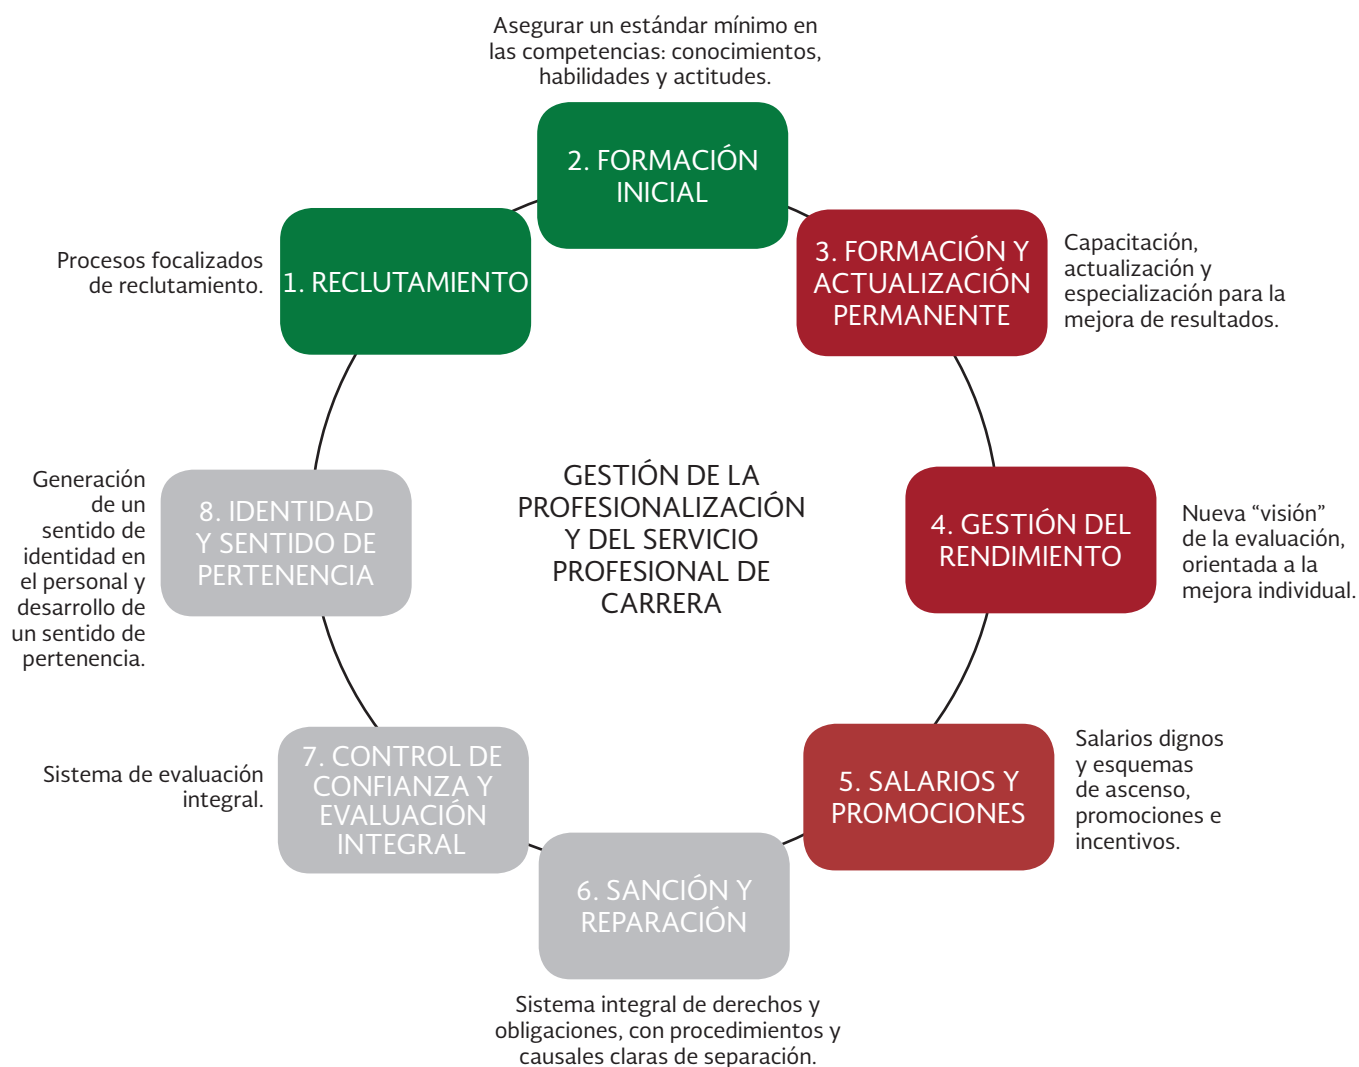 Asegurar un estándar mínimo en
las competencias: conocimientos,
habilidades y actitudes.
2. FORMACIÓN
INICIAL
Procesos focalizados
de reclutamiento.
1. RECLUTAMIENTO
3. FORMACIÓN Y
ACTUALIZACIÓN
PERMANENTE
Capacitación,
actualización y
especialización para la
mejora de resultados.
Generación
de un
sentido de
identidad en
el personal y
desarrollo de
un sentido de
pertenencia.
8. IDENTIDAD
Y SENTIDO DE
PERTENENCIA
GESTIÓN DE LA
PROFESIONALIZACIÓN
Y DEL SERVICIO
PROFESIONAL DE
CARRERA
4. GESTIÓN DEL
RENDIMIENTO
Nueva “visión”
de la evaluación,
orientada a la
mejora individual.
Sistema de evaluación
integral.
7. CONTROL DE
CONFIANZA Y
EVALUACIÓN
INTEGRAL
5. SALARIOS Y
PROMOCIONES
Salarios dignos
y esquemas
de ascenso,
promociones e
incentivos.
6. SANCIÓN Y
REPARACIÓN
Sistema integral de derechos y
obligaciones, con procedimientos y
causales claras de separación.